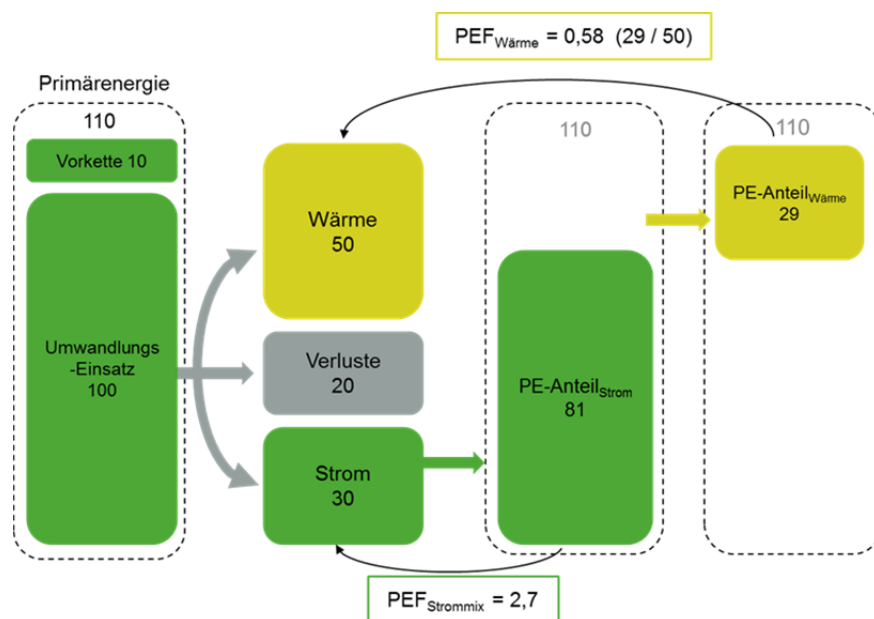 PEFWärme = 0,58 (29 / 50)
Primärenergie
110
Vorkette 10
Umwandlungs
-Einsatz
100
Wärme
50
Verluste
20
Strom
30
110
PE-AnteilStrom
81
110
PE-AnteilWärme
29
PEFStrommix = 2,7